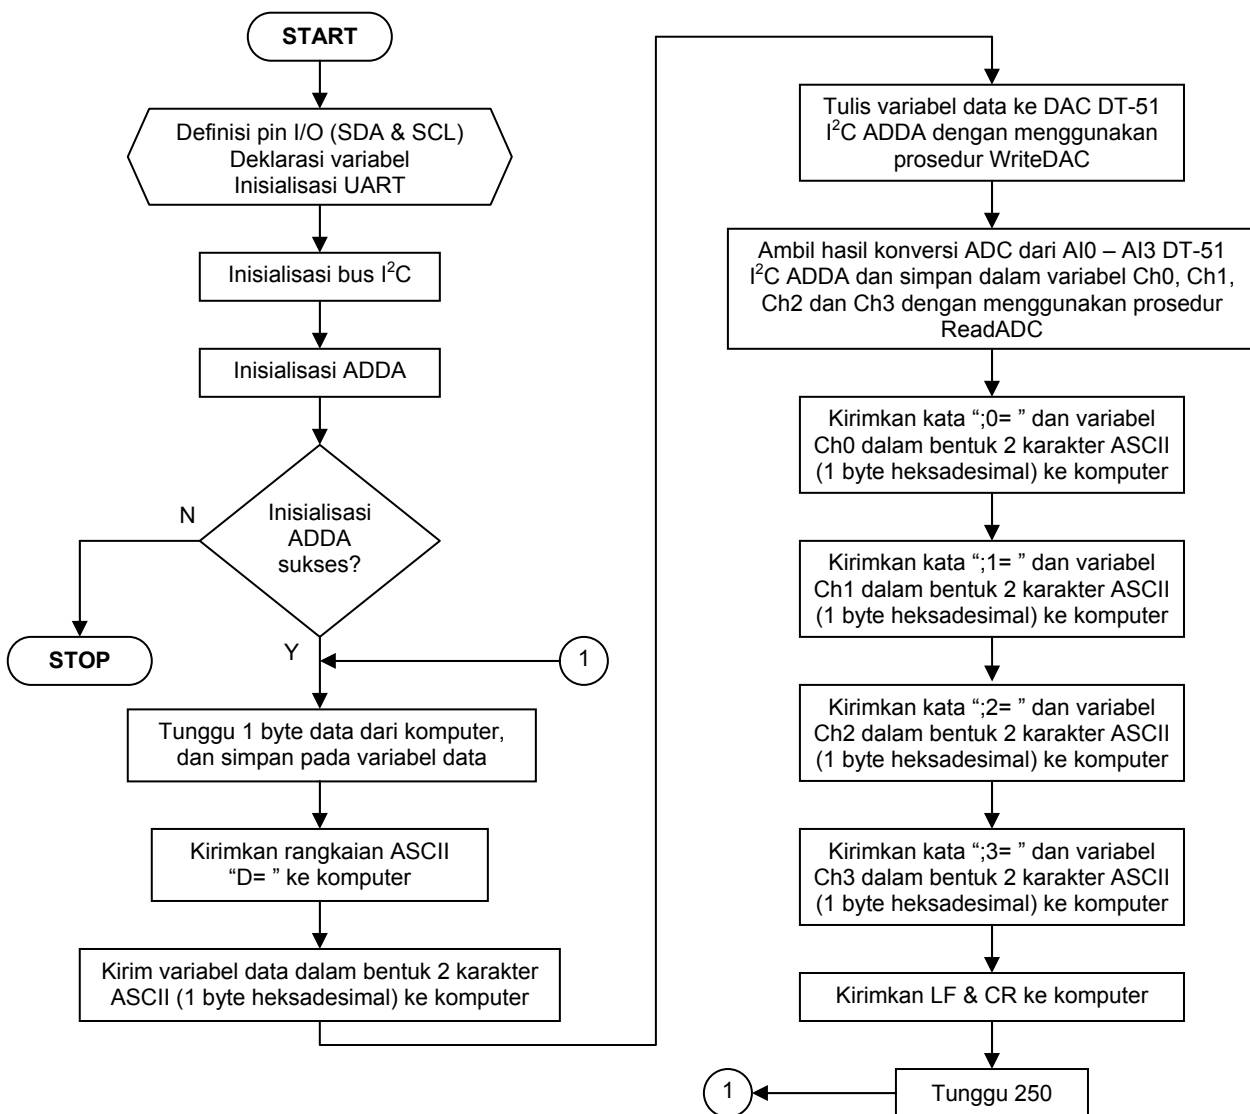 START
Definisi pin I/O (SDA & SCL)
Deklarasi variabel
Inisialisasi UART
Inisialisasi bus I²C
Inisialisasi ADDA
Inisialisasi
ADDA
sukses?
N
STOP
Y
1
Tunggu 1 byte data dari komputer,
dan simpan pada variabel data
Kirimkan rangkaian ASCII
“D= ” ke komputer
Kirim variabel data dalam bentuk 2 karakter
ASCII (1 byte heksadesimal) ke komputer
Tulis variabel data ke DAC DT-51
I²C ADDA dengan menggunakan
prosedur WriteDAC
Ambil hasil konversi ADC dari AI0 – AI3 DT-51
I²C ADDA dan simpan dalam variabel Ch0, Ch1,
Ch2 dan Ch3 dengan menggunakan prosedur
ReadADC
Kirimkan kata “;0= ” dan variabel
Ch0 dalam bentuk 2 karakter ASCII
(1 byte heksadesimal) ke komputer
Kirimkan kata “;1= ” dan variabel
Ch1 dalam bentuk 2 karakter ASCII
(1 byte heksadesimal) ke komputer
Kirimkan kata “;2= ” dan variabel
Ch2 dalam bentuk 2 karakter ASCII
(1 byte heksadesimal) ke komputer
Kirimkan kata “;3= ” dan variabel
Ch3 dalam bentuk 2 karakter ASCII
(1 byte heksadesimal) ke komputer
Kirimkan LF & CR ke komputer
Tunggu 250
1